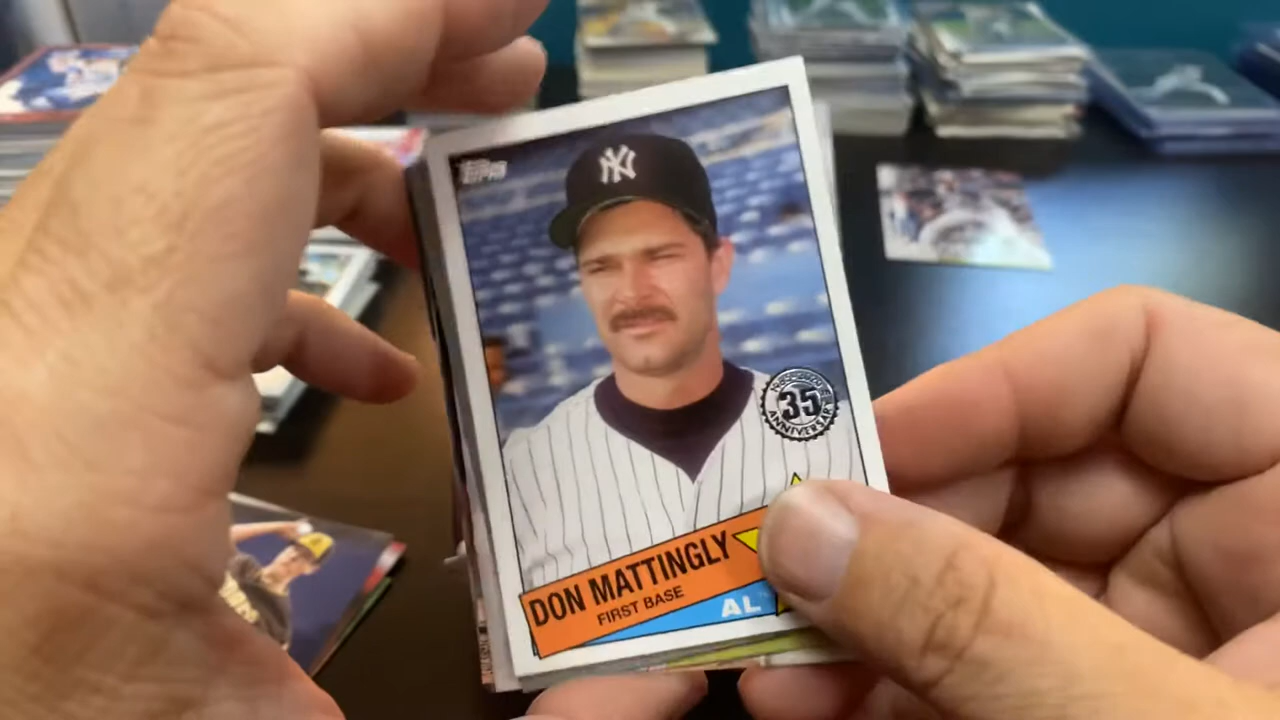 TOPPS
NY
35
ANNIVERSARY
DON MATTINGLY
FIRST BASE
AL